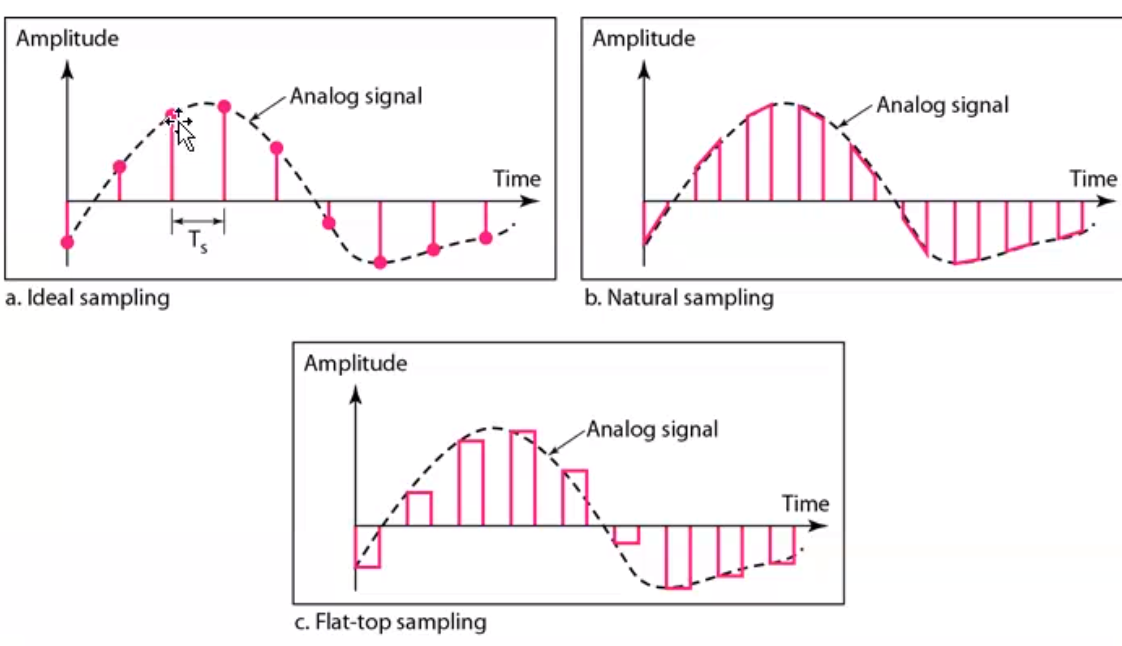 Amplitude
Analog signal
Time
Ts
a. Ideal sampling
Amplitude
Analog signal
Time
b. Natural sampling
Amplitude
Analog signal
Time
c. Flat-top sampling